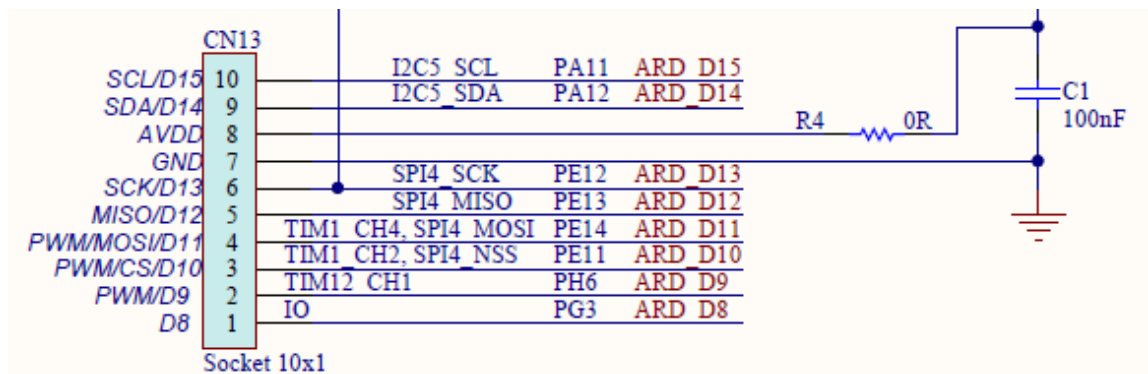 CN13
SCL/D15 10 I2C5_SCL PA11 ARD_D15
SDA/D14 9 I2C5_SDA PA12 ARD_D14
AVDD 8 R4 0R
C1
100nF
GND 7
SCK/D13 6 SPI4_SCK PE12 ARD_D13
MISO/D12 5 SPI4_MISO PE13 ARD_D12
PWM/MOSI/D11 4 TIM1_CH4, SPI4_MOSI PE14 ARD_D11
PWM/CS/D10 3 TIM1_CH2, SPI4_NSS PE11 ARD_D10
PWM/D9 2 TIM12_CH1 PH6 ARD_D9
D8 1 IO PG3 ARD_D8
Socket 10x1